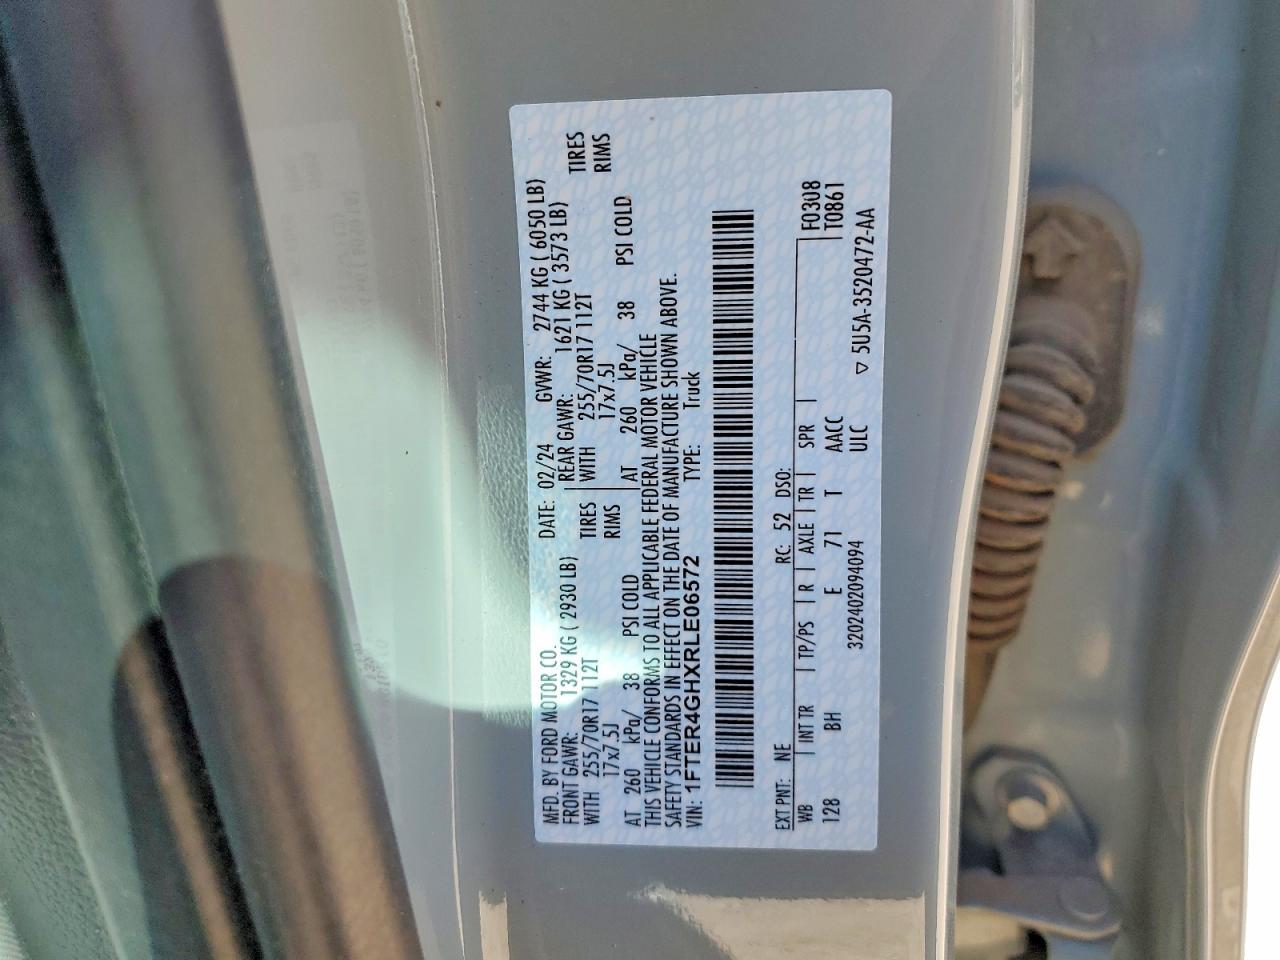 MFD. BY FORD MOTOR CO. DATE: 02/24 GVWR: 2744 KG ( 6050 LB)
FRONT GAWR: 1329 KG ( 2930 LB) REAR GAWR: 1621 KG ( 3573 LB)
WITH 255/70R17 112T TIRES WITH 255/70R17 112T TIRES
17x7.5J RIMS 17x7.5J RIMS
AT 260 kPa/ 38 PSI COLD AT 260 kPa/ 38 PSI COLD
THIS VEHICLE CONFORMS TO ALL APPLICABLE FEDERAL MOTOR VEHICLE
SAFETY STANDARDS IN EFFECT ON THE DATE OF MANUFACTURE SHOWN ABOVE.
VIN: 1FTER4GHXRLE06572 TYPE: Truck
EXT PNT: NE RC: 52 DSO:
WB INT TR TP/PS R AXLE TR SPR F0308
128 BH E 71 T AACC T0861
3202402094094 ULC ▽ 5U5A-3520472-AA